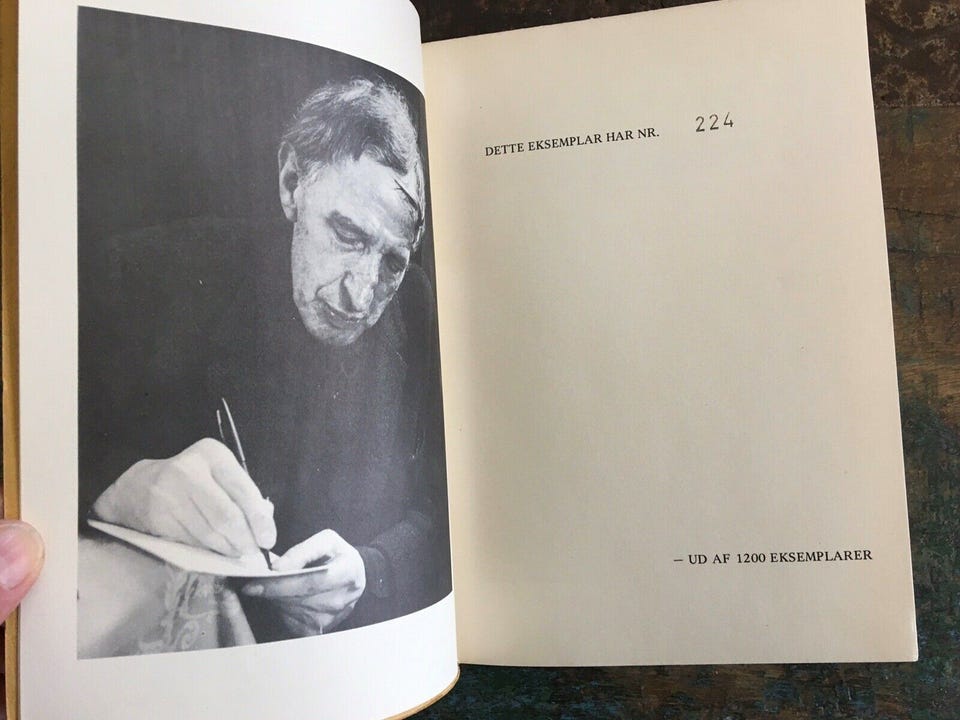 DETTE EKSEMPLAR HAR NR. 224
– UD AF 1200 EKSEMPLARER